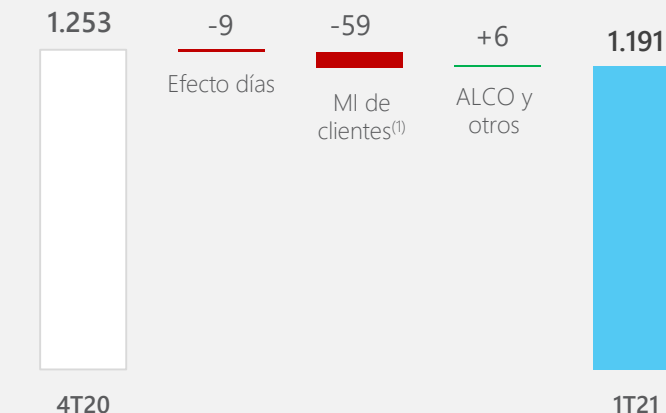 1.253
-9
-59
+6
1.191
Efecto días
MI de
clientes(1)
ALCO y
otros
4T20
1T21